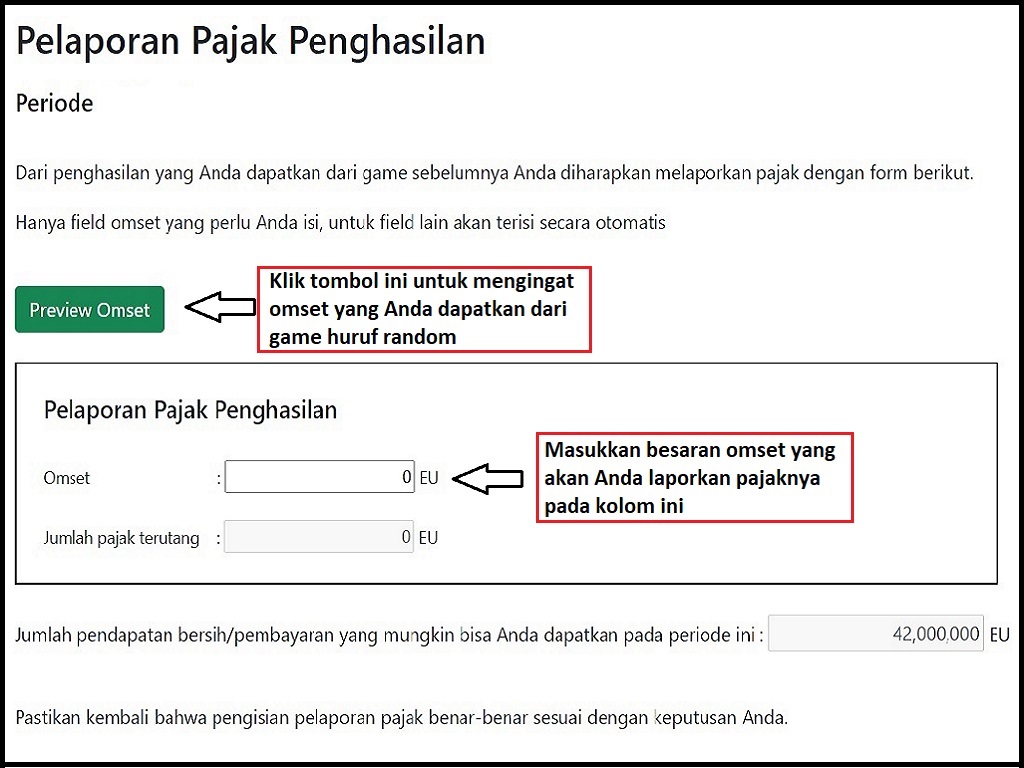 Pelaporan Pajak Penghasilan
Periode
Dari penghasilan yang Anda dapatkan dari game sebelumnya Anda diharapkan melaporkan pajak dengan form berikut.
Hanya field omset yang perlu Anda isi, untuk field lain akan terisi secara otomatis
Klik tombol ini untuk mengingat
omset yang Anda dapatkan dari
game huruf random
Preview Omset
Pelaporan Pajak Penghasilan
Masukkan besaran omset yang
akan Anda laporkan pajaknya
pada kolom ini
Omset : 0 EU
Jumlah pajak terutang : 0 EU
Jumlah pendapatan bersih/pembayaran yang mungkin bisa Anda dapatkan pada periode ini : 42,000,000 EU
Pastikan kembali bahwa pengisian pelaporan pajak benar-benar sesuai dengan keputusan Anda.